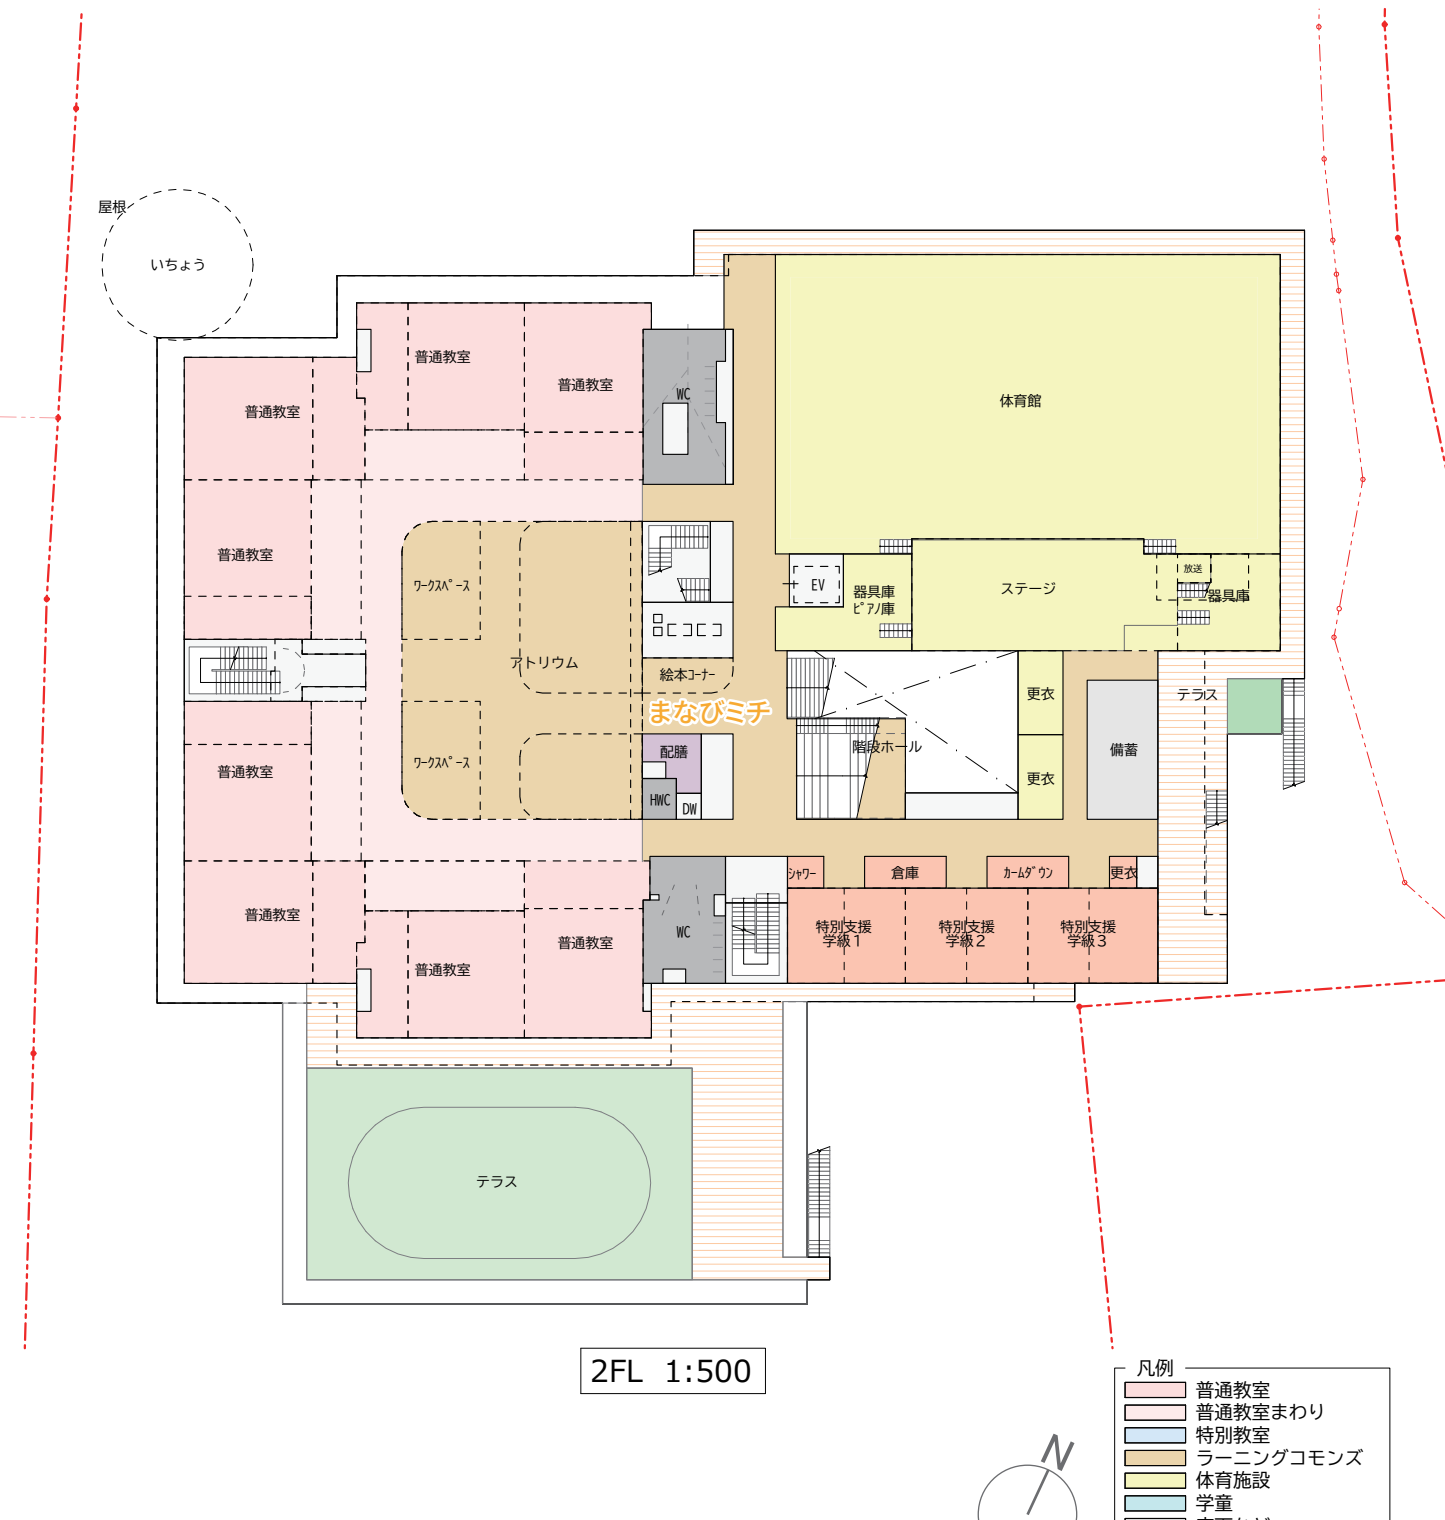 屋根
いちょう
普通教室
普通教室
普通教室
WC
体育館
普通教室
ワークスペース
EV
器具庫
ピアノ庫
ステージ
放送
器具庫
アトリウム
絵本コーナー
まなびミチ
更衣
テラス
ワークスペース
配膳
階段ホール
備蓄
普通教室
更衣
HWC
DW
シャワー
倉庫
カームダウン
更衣
普通教室
普通教室
普通教室
WC
特別支援
学級1
特別支援
学級2
特別支援
学級3
テラス
2FL 1:500
凡例
普通教室
普通教室まわり
特別教室
ラーニングコモンズ
体育施設
学童
N